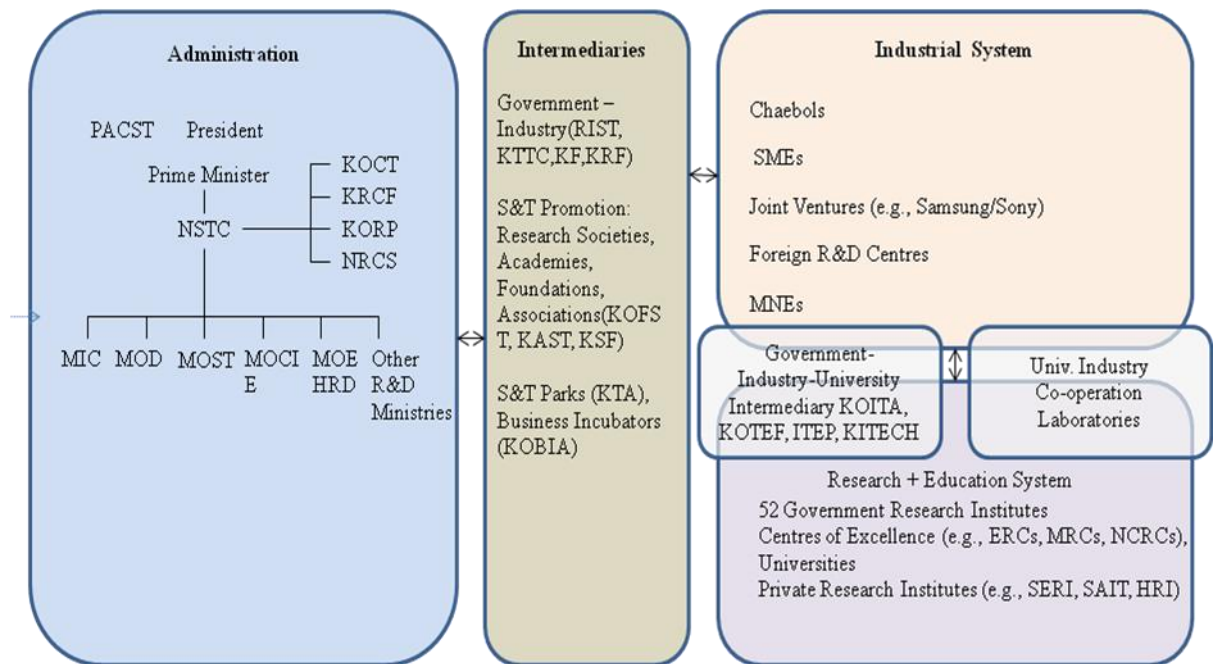 Administration
PACST President
Prime Minister
NSTC
KOCT
KRCF
KORP
NRCS
MIC MOD MOST MOCI MOE Other
E HRD R&D
Ministries
Intermediaries
Government –
Industry(RIST,
KTTC,KF,KRF)
S&T Promotion:
Research Societies,
Academies,
Foundations,
Associations(KOFS
T, KAST, KSF)
S&T Parks (KTA),
Business Incubators
(KOBIA)
Industrial System
Chaebols
SMEs
Joint Ventures (e.g., Samsung/Sony)
Foreign R&D Centres
MNEs
Government-
Industry-University
Intermediary KOITA,
KOTEF, ITEP, KITECH
Univ. Industry
Co-operation
Laboratories
Research + Education System
52 Government Research Institutes
Centres of Excellence (e.g., ERCs, MRCs, NCRCs),
Universities
Private Research Institutes (e.g., SERI, SAIT, HRI)